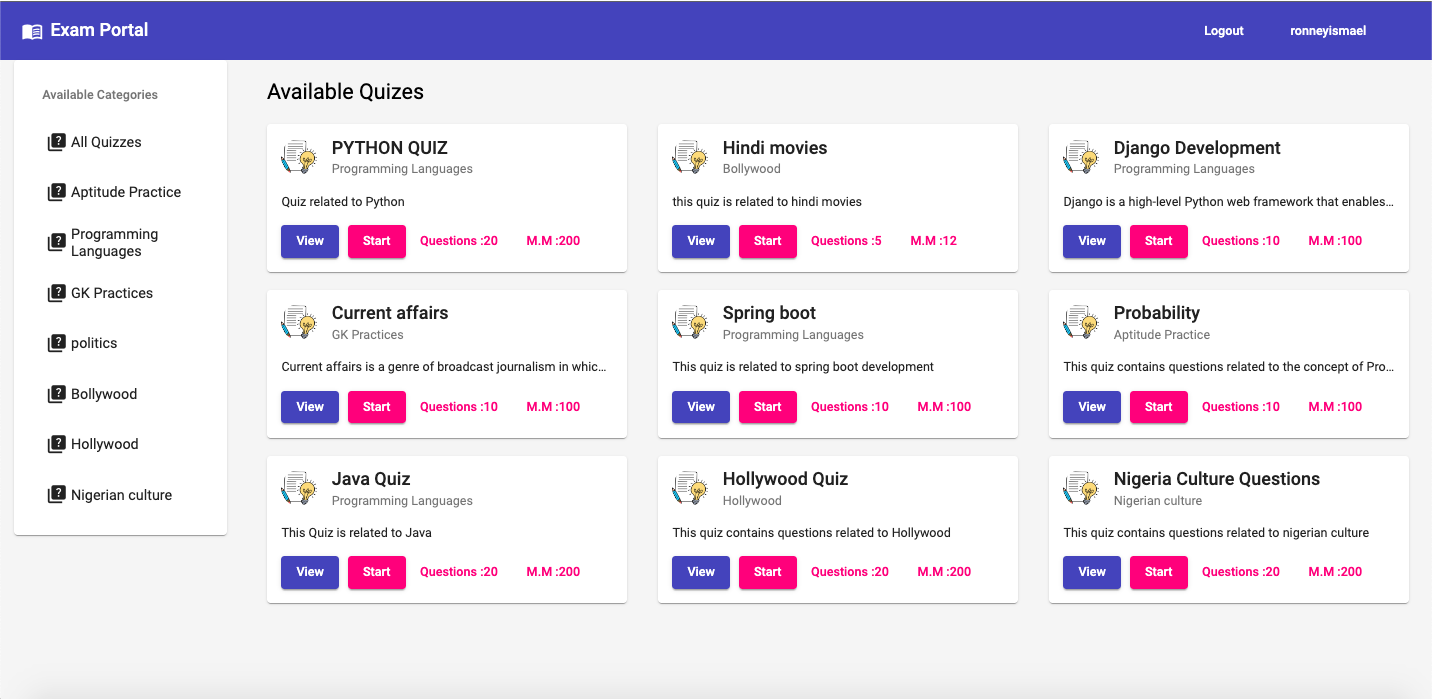 Exam Portal
Logout ronneyismael
Available Categories
All Quizzes
Aptitude Practice
Programming
Languages
GK Practices
politics
Bollywood
Hollywood
Nigerian culture
Available Quizes
PYTHON QUIZ
Programming Languages
Quiz related to Python
View Start Questions :20 M.M :200
Hindi movies
Bollywood
this quiz is related to hindi movies
View Start Questions :5 M.M :12
Django Development
Programming Languages
Django is a high-level Python web framework that enables...
View Start Questions :10 M.M :100
Current affairs
GK Practices
Current affairs is a genre of broadcast journalism in whic...
View Start Questions :10 M.M :100
Spring boot
Programming Languages
This quiz is related to spring boot development
View Start Questions :10 M.M :100
Probability
Aptitude Practice
This quiz contains questions related to the concept of Pro...
View Start Questions :10 M.M :100
Java Quiz
Programming Languages
This Quiz is related to Java
View Start Questions :20 M.M :200
Hollywood Quiz
Hollywood
This quiz contains questions related to Hollywood
View Start Questions :20 M.M :200
Nigeria Culture Questions
Nigerian culture
This quiz contains questions related to nigerian culture
View Start Questions :20 M.M :200